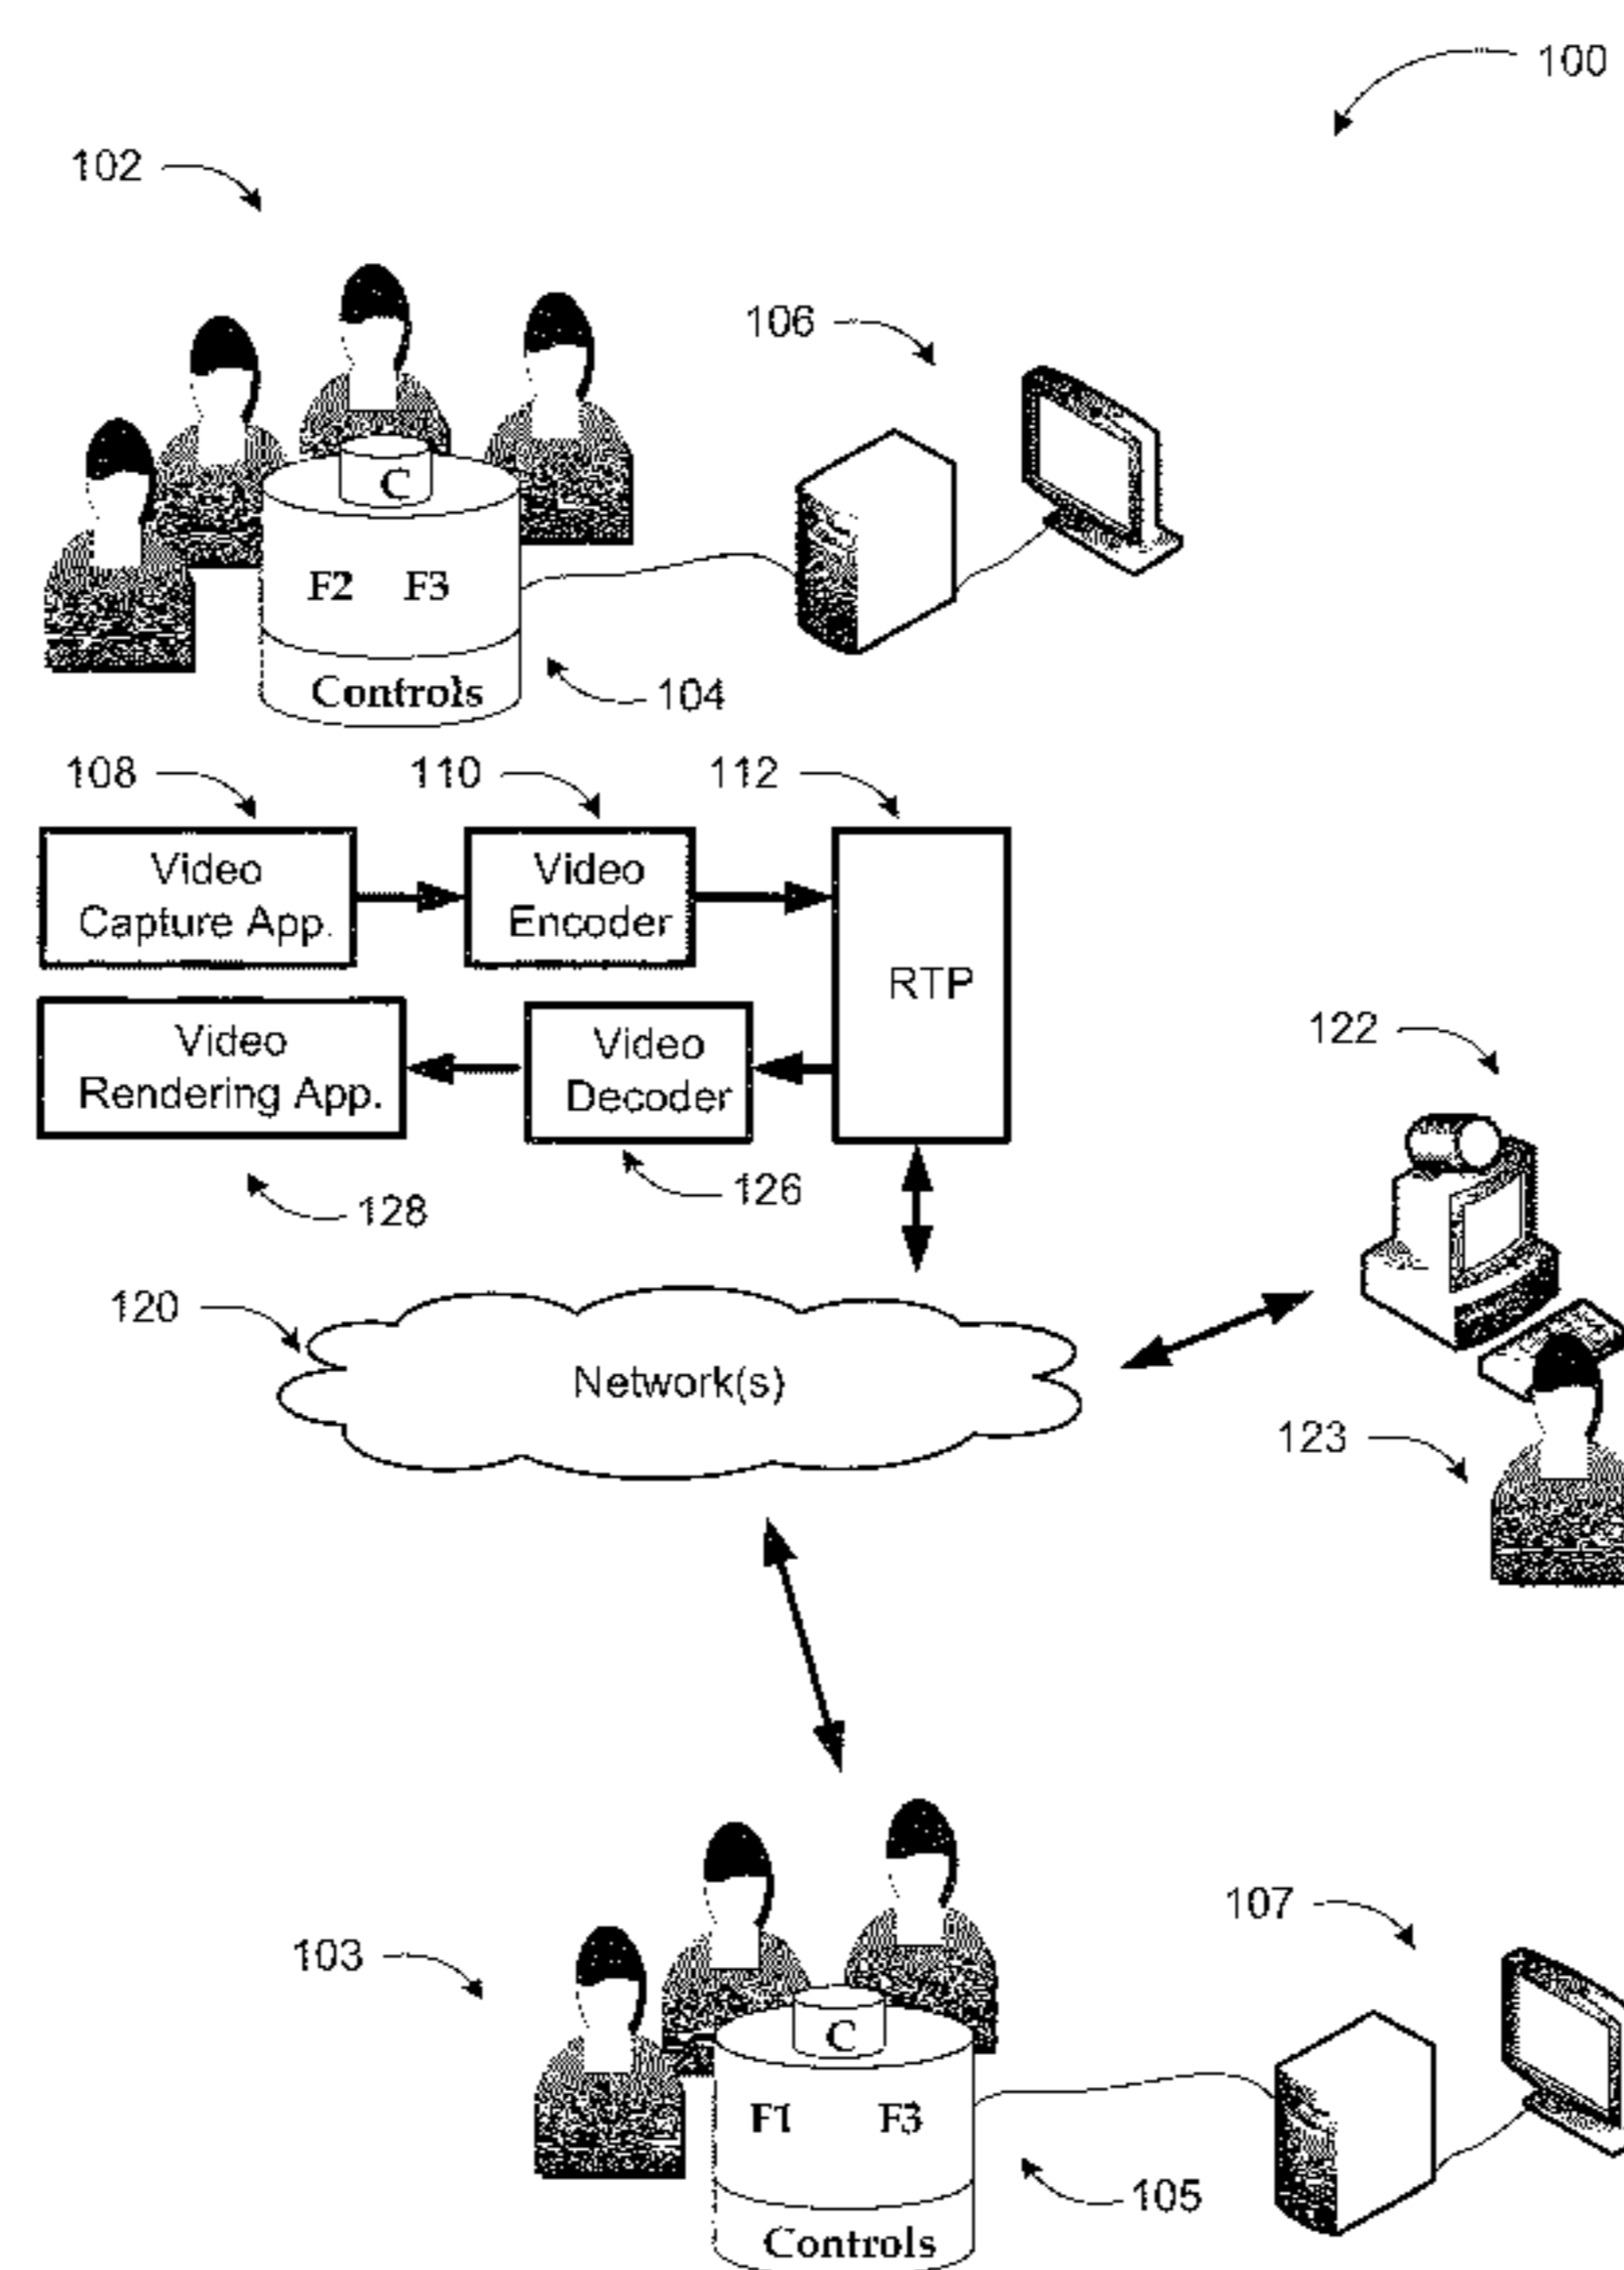 100
102
106
C
F2 F3
Controls
104
108
110
112
Video
Capture App.
Video
Encoder
RTP
Video
Rendering App.
Video
Decoder
122
126
128
120
Network(s)
123
107
103
C
F1 F3
105
Controls